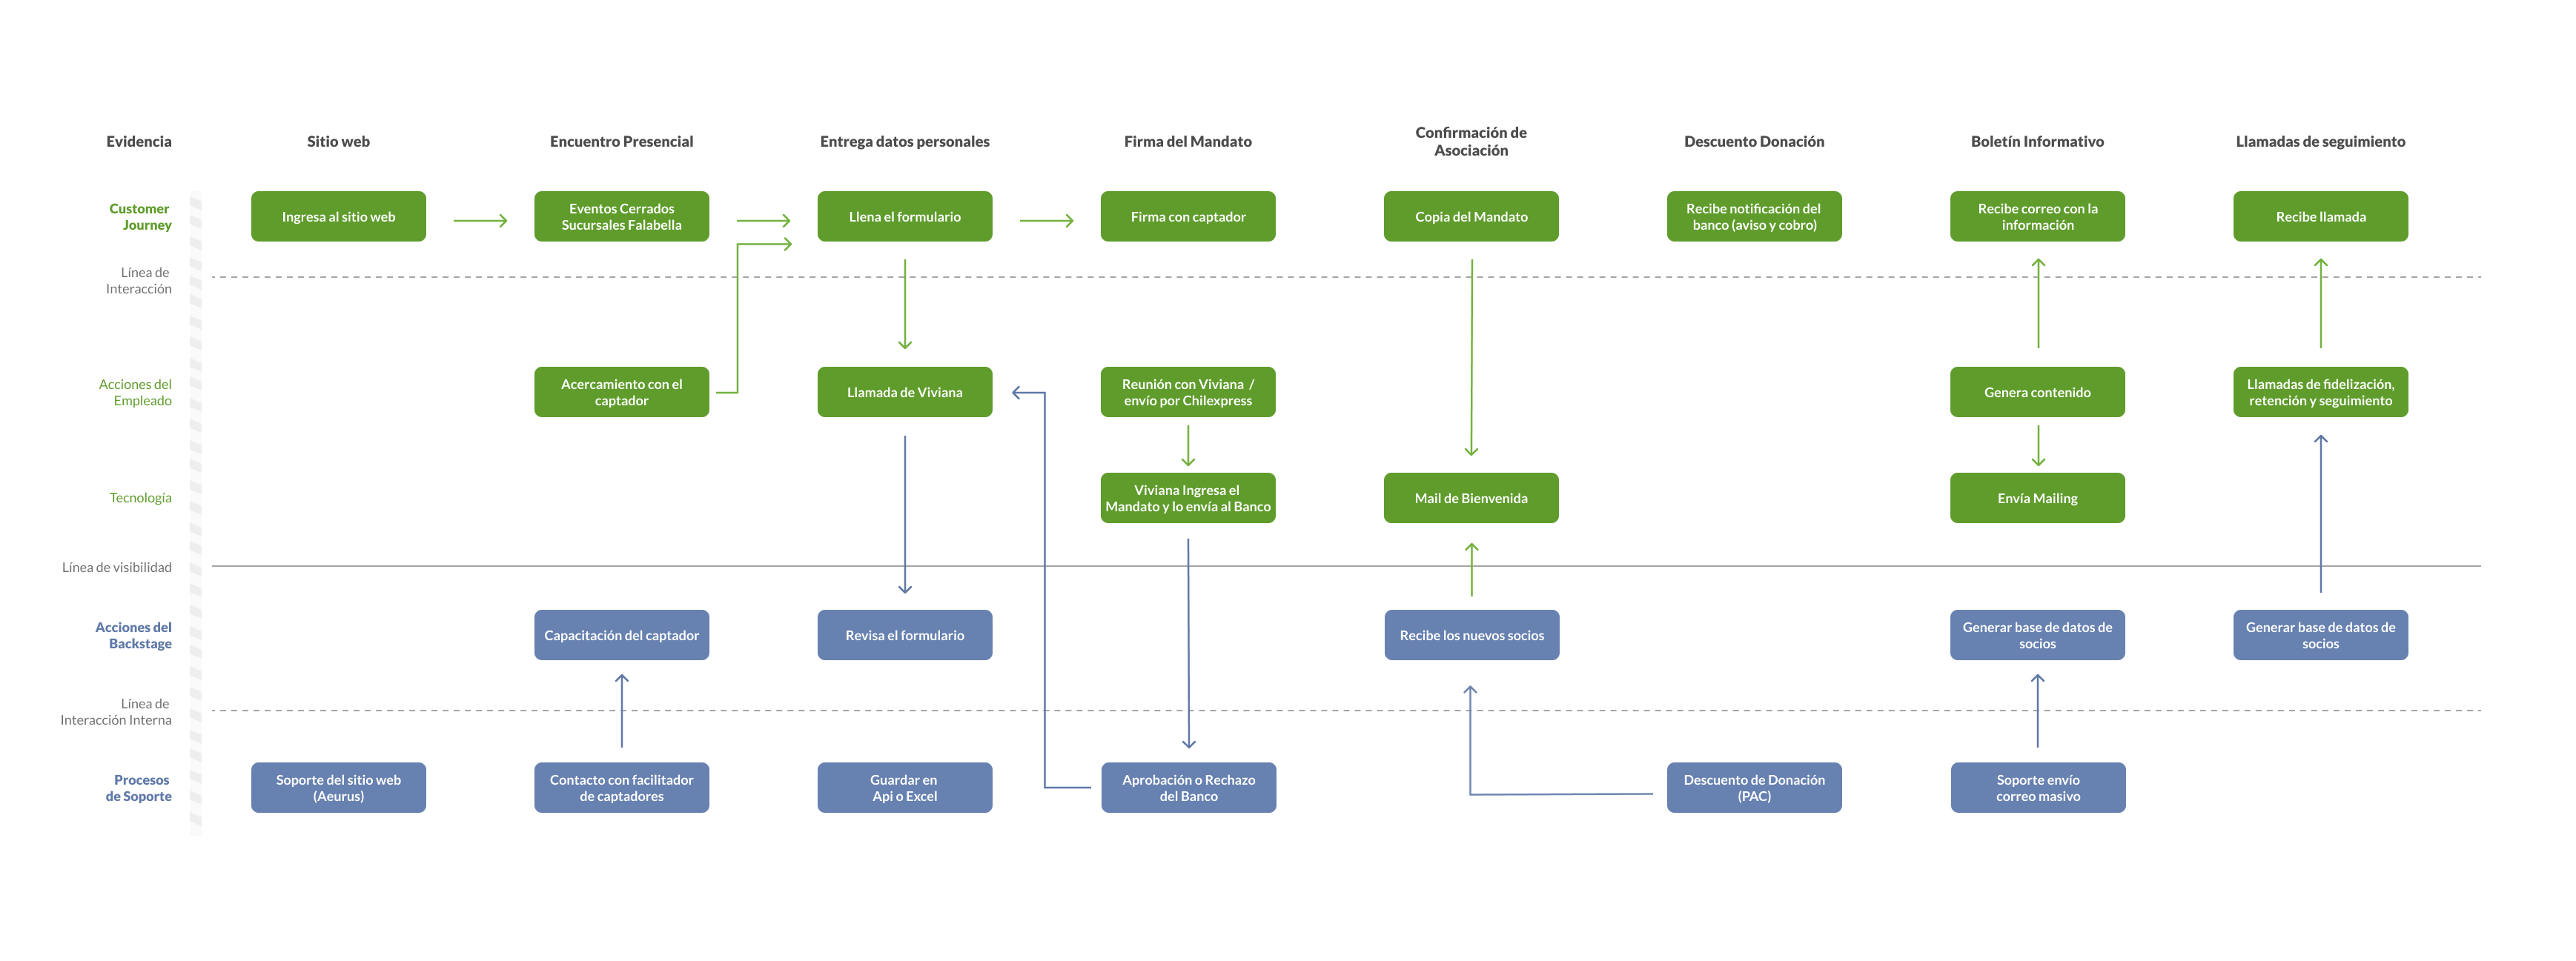 Evidencia
Sitio web
Encuentro Presencial
Entrega datos personales
Firma del Mandato
Confirmación de
Asociación
Descuento Donación
Boletín Informativo
Llamadas de seguimiento
Customer
Journey
Ingresa al sitio web
Eventos Cerrados
Sucursales Falabella
Llena el formulario
Firma con captador
Copia del Mandato
Recibe notificación del
banco (aviso y cobro)
Recibe correo con la
información
Recibe llamada
Línea de
Interacción
Acciones del
Empleado
Acercamiento con el
captador
Llamada de Viviana
Reunión con Viviana /
envío por Chilexpress
Genera contenido
Llamadas de fidelización,
retención y seguimiento
Tecnología
Viviana Ingresa el
Mandato y lo envía al Banco
Mail de Bienvenida
Envía Mailing
Línea de visibilidad
Acciones del
Backstage
Capacitación del captador
Revisa el formulario
Recibe los nuevos socios
Generar base de datos de
socios
Generar base de datos de
socios
Línea de
Interacción Interna
Procesos
de Soporte
Soporte del sitio web
(Aeurus)
Contacto con facilitador
de captadores
Guardar en
Api o Excel
Aprobación o Rechazo
del Banco
Descuento de Donación
(PAC)
Soporte envío
correo masivo